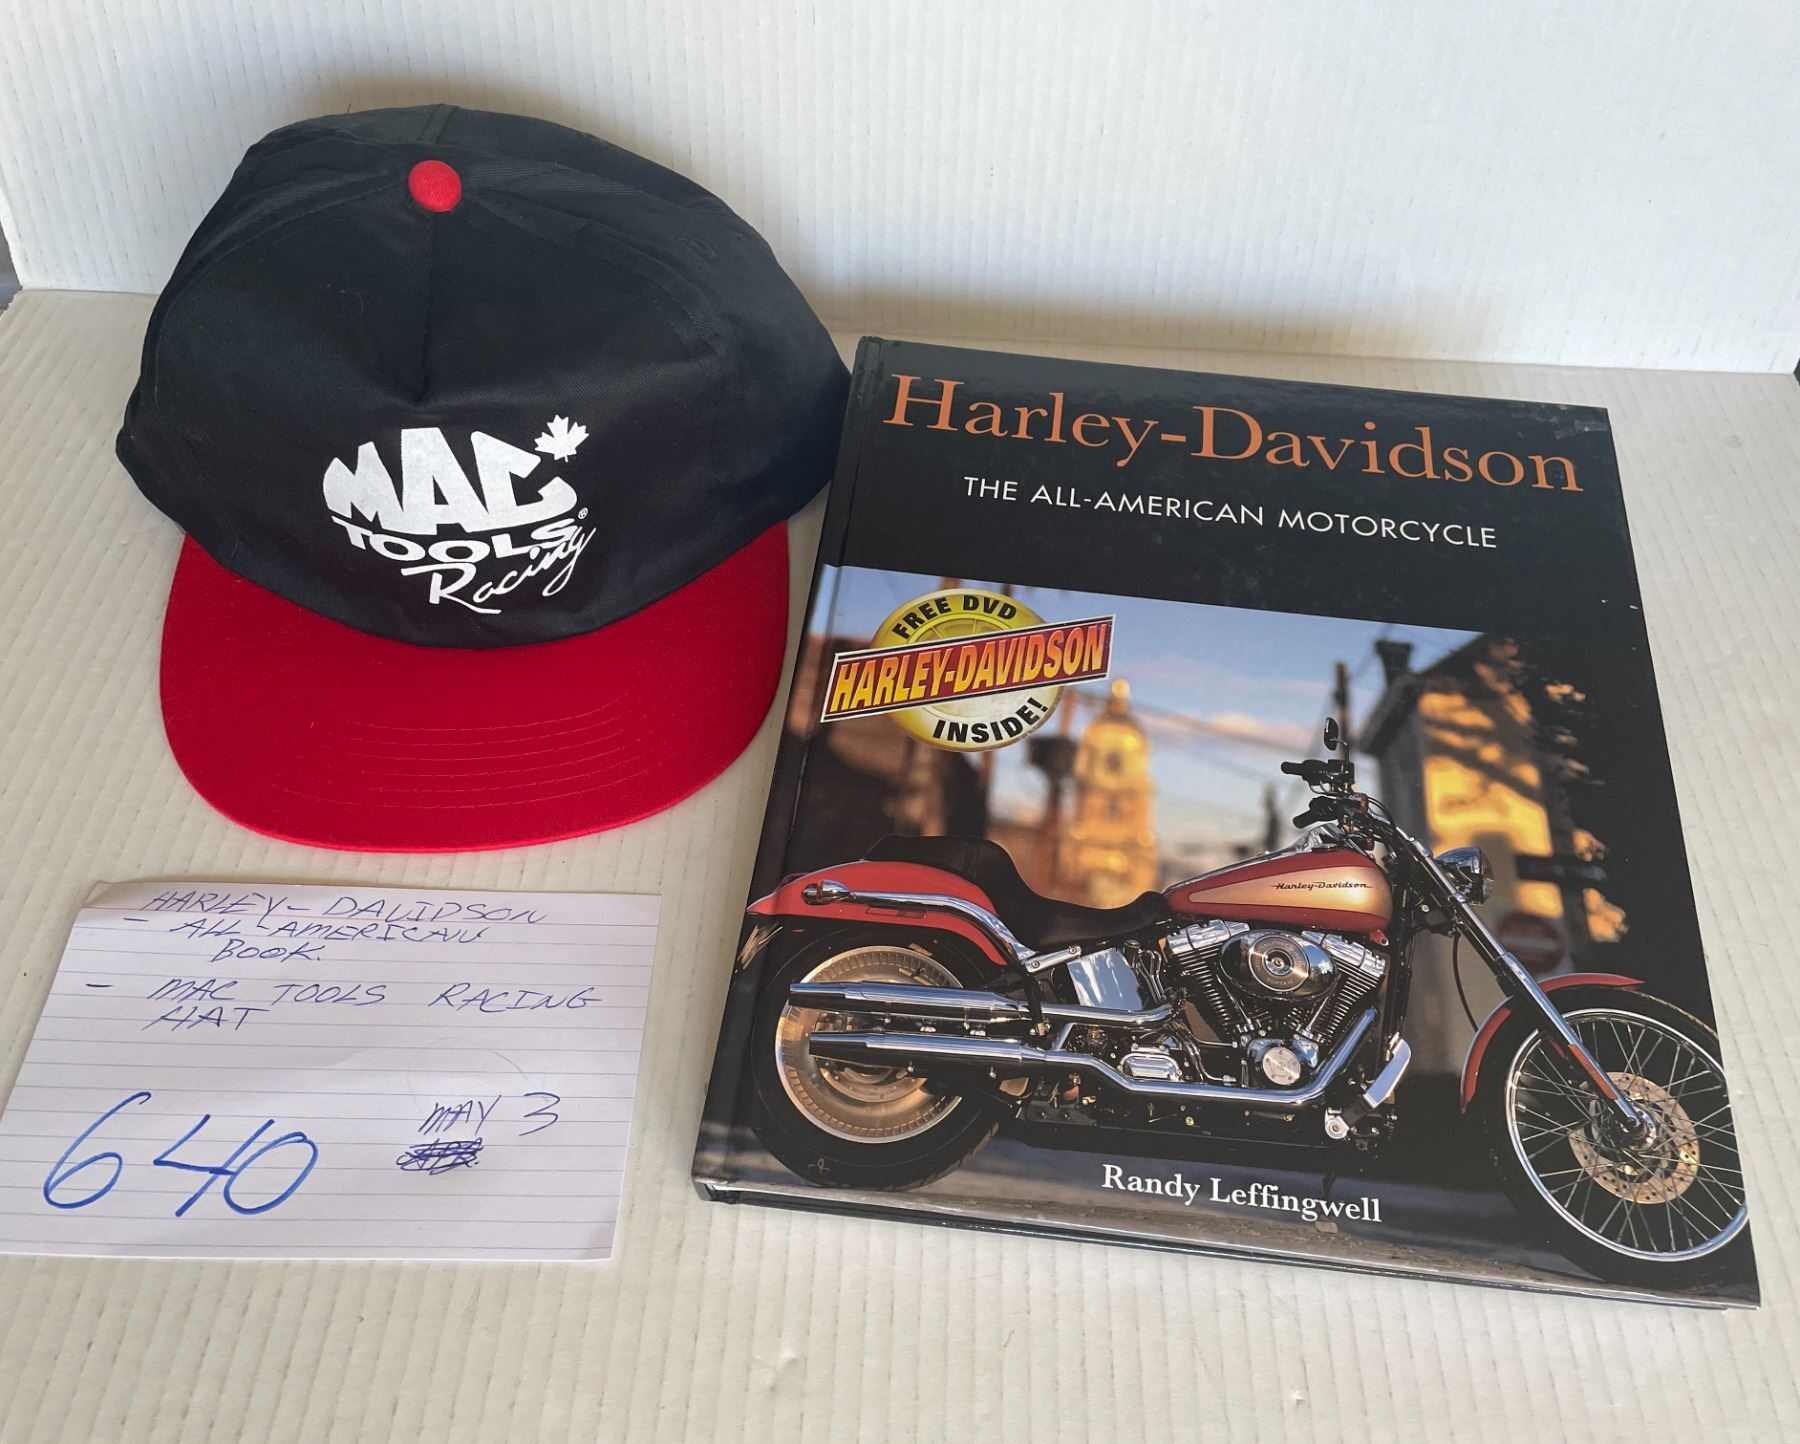 MAC
TOOLS®
Racing
Harley-Davidson
THE ALL-AMERICAN MOTORCYCLE
FREE DVD
HARLEY-DAVIDSON
INSIDE!
Harley-Davidson
Randy Leffingwell
HARLEY-DAVIDSON
- ALL-AMERICAN
BOOK.
- MAC TOOLS RACING
HAT
640
MAY 3